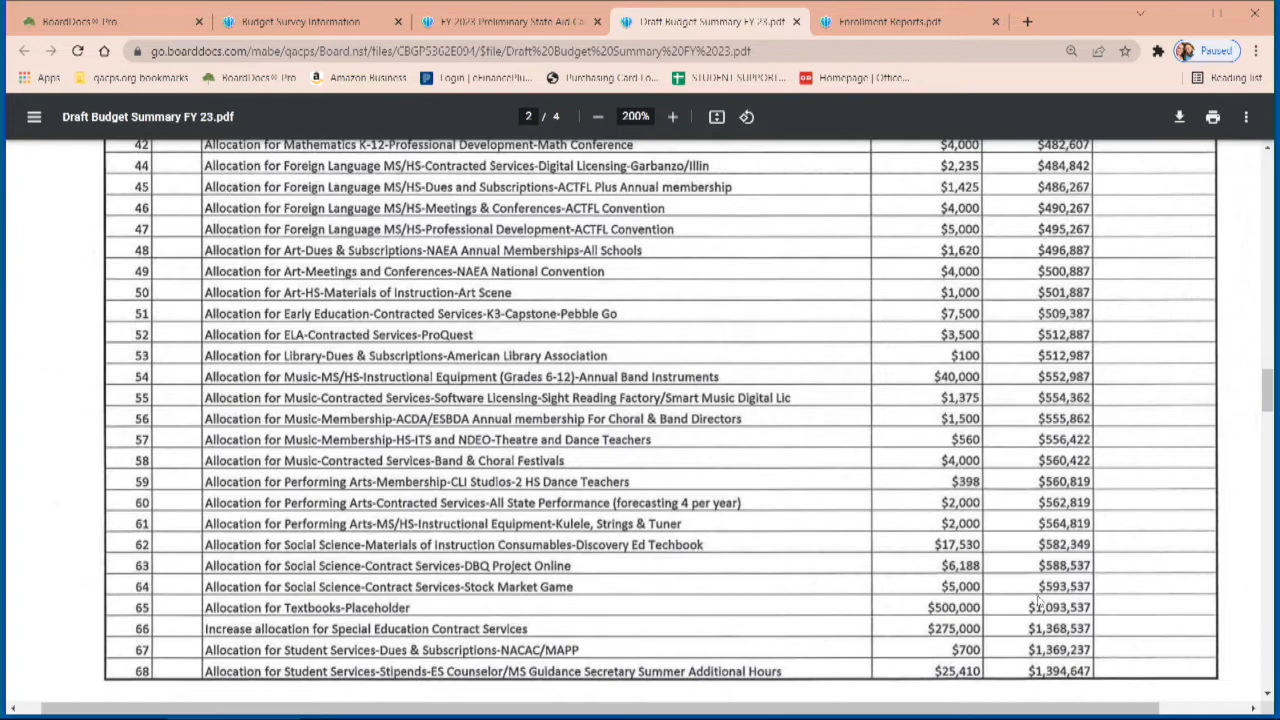 BoardDocs® Pro
Budget Survey Information
FY 2023 Preliminary State Aid Ca
Draft Budget Summary FY 23.pdf
Enrollment Reports.pdf
go.boarddocs.com/mabe/qacps/Board.nsf/files/CBGP5362E094/$file/Draft%20Budget%20Summary%20FY%2023.pdf
Paused
Apps
qacps.org bookmarks
BoardDocs® Pro
Amazon Business
Login | eFinancePlu...
Purchasing Card Lo...
STUDENT SUPPORT...
Homepage | Office...
Reading list
Draft Budget Summary FY 23.pdf
2 / 4
200%
42 Allocation for Mathematics K-12-Professional Development-Math Conference $4,000 $482,607
44 Allocation for Foreign Language MS/HS-Contracted Services-Digital Licensing-Garbanzo/Illin $2,235 $484,842
45 Allocation for Foreign Language MS/HS-Dues and Subscriptions-ACTFL Plus Annual membership $1,425 $486,267
46 Allocation for Foreign Language MS/HS-Meetings & Conferences-ACTFL Convention $4,000 $490,267
47 Allocation for Foreign Language MS/HS-Professional Development-ACTFL Convention $5,000 $495,267
48 Allocation for Art-Dues & Subscriptions-NAEA Annual Memberships-All Schools $1,620 $496,887
49 Allocation for Art-Meetings and Conferences-NAEA National Convention $4,000 $500,887
50 Allocation for Art-HS-Materials of Instruction-Art Scene $1,000 $501,887
51 Allocation for Early Education-Contracted Services-K3-Capstone-Pebble Go $7,500 $509,387
52 Allocation for ELA-Contracted Services-ProQuest $3,500 $512,887
53 Allocation for Library-Dues & Subscriptions-American Library Association $100 $512,987
54 Allocation for Music-MS/HS-Instructional Equipment (Grades 6-12)-Annual Band Instruments $40,000 $552,987
55 Allocation for Music-Contracted Services-Software Licensing-Sight Reading Factory/Smart Music Digital Lic $1,375 $554,362
56 Allocation for Music-Membership-ACDA/ESBDA Annual membership For Choral & Band Directors $1,500 $555,862
57 Allocation for Music-Membership-HS-ITS and NDEO-Theatre and Dance Teachers $560 $556,422
58 Allocation for Music-Contracted Services-Band & Choral Festivals $4,000 $560,422
59 Allocation for Performing Arts-Membership-CLI Studios-2 HS Dance Teachers $398 $560,819
60 Allocation for Performing Arts-Contracted Services-All State Performance (forecasting 4 per year) $2,000 $562,819
61 Allocation for Performing Arts-MS/HS-Instructional Equipment-Kulele, Strings & Tuner $2,000 $564,819
62 Allocation for Social Science-Materials of Instruction Consumables-Discovery Ed Techbook $17,530 $582,349
63 Allocation for Social Science-Contract Services-DBQ Project Online $6,188 $588,537
64 Allocation for Social Science-Contract Services-Stock Market Game $5,000 $593,537
65 Allocation for Textbooks-Placeholder $500,000 $1,093,537
66 Increase allocation for Special Education Contract Services $275,000 $1,368,537
67 Allocation for Student Services-Dues & Subscriptions-NACAC/MAPP $700 $1,369,237
68 Allocation for Student Services-Stipends-ES Counselor/MS Guidance Secretary Summer Additional Hours $25,410 $1,394,647